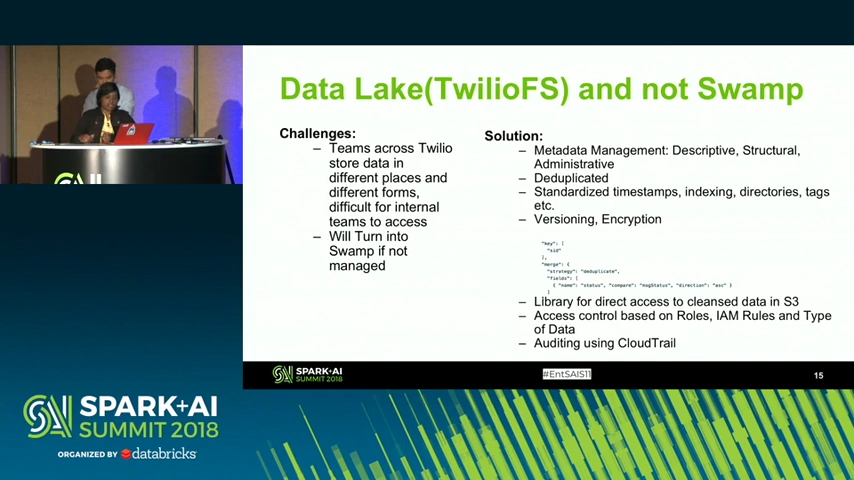 Data Lake(TwilioFS) and not Swamp
Challenges:
– Teams across Twilio
store data in
different places and
different forms,
difficult for internal
teams to access
– Will Turn into
Swamp if not
managed
Solution:
– Metadata Management: Descriptive, Structural,
Administrative
– Deduplicated
– Standardized timestamps, indexing, directories, tags
etc.
– Versioning, Encryption
"key": [
"sid"
],
"merge": {
"strategy": "deduplicate",
"fields": [
{ "name": "status", "compare": "msgStatus", "direction": "asc" }
]
– Library for direct access to cleansed data in S3
– Access control based on Roles, IAM Rules and Type
of Data
– Auditing using CloudTrail
SPARK+AI
SUMMIT 2018
#EntSAIS11
15
SPARK+AI
SUMMIT 2018
ORGANIZED BY databricks